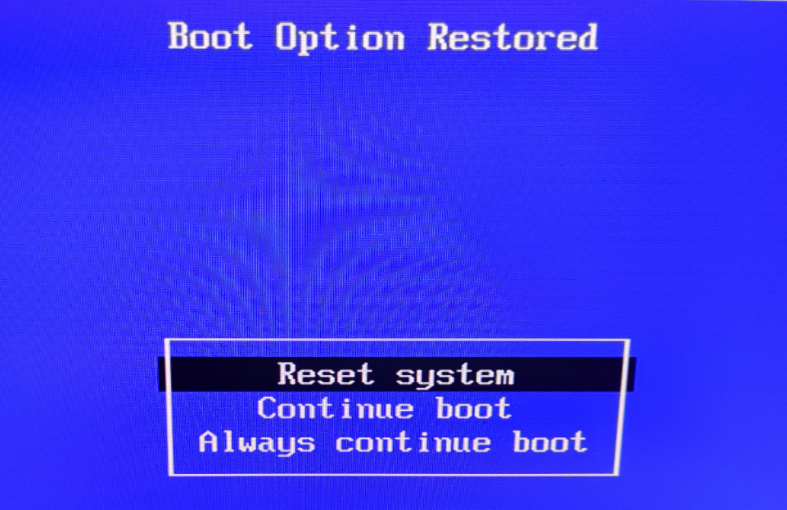 Boot Option Restored
Reset system
Continue boot
Always continue boot